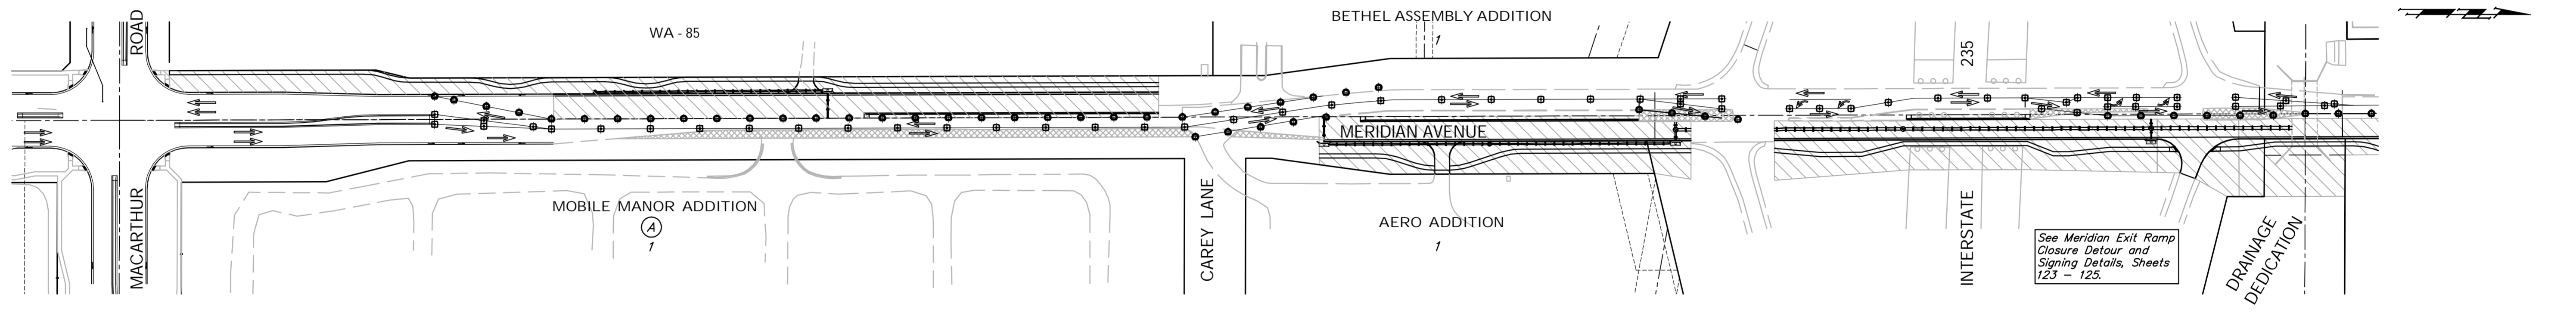 MACARTHUR ROAD
WA - 85
MOBILE MANOR ADDITION
A
1
CAREY LANE
BETHEL ASSEMBLY ADDITION
1
MERIDIAN AVENUE
AERO ADDITION
1
INTERSTATE 235
See Meridian Exit Ramp
Closure Detour and
Signing Details, Sheets
123 – 125.
DRAINAGE
DEDICATION